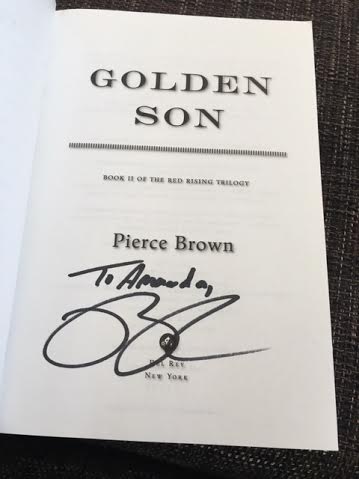 GOLDEN
SON
BOOK II OF THE RED RISING TRILOGY
Pierce Brown
To Amanda,
DEL REY
NEW YORK